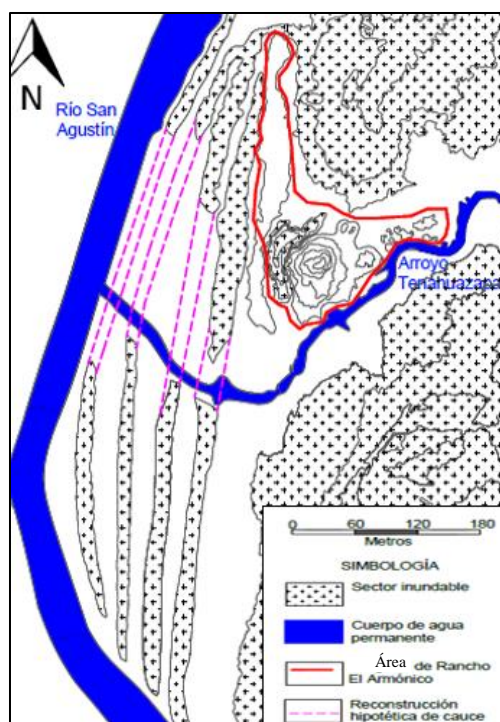 N
Río San
Agustín
Arroyo
Tenahuazapa
0 60 120 180
Metros
SIMBOLOGÍA
Sector inundable
Cuerpo de agua
permanente
Área de Rancho
El Armónico
Reconstrucción
hipotética de cauce